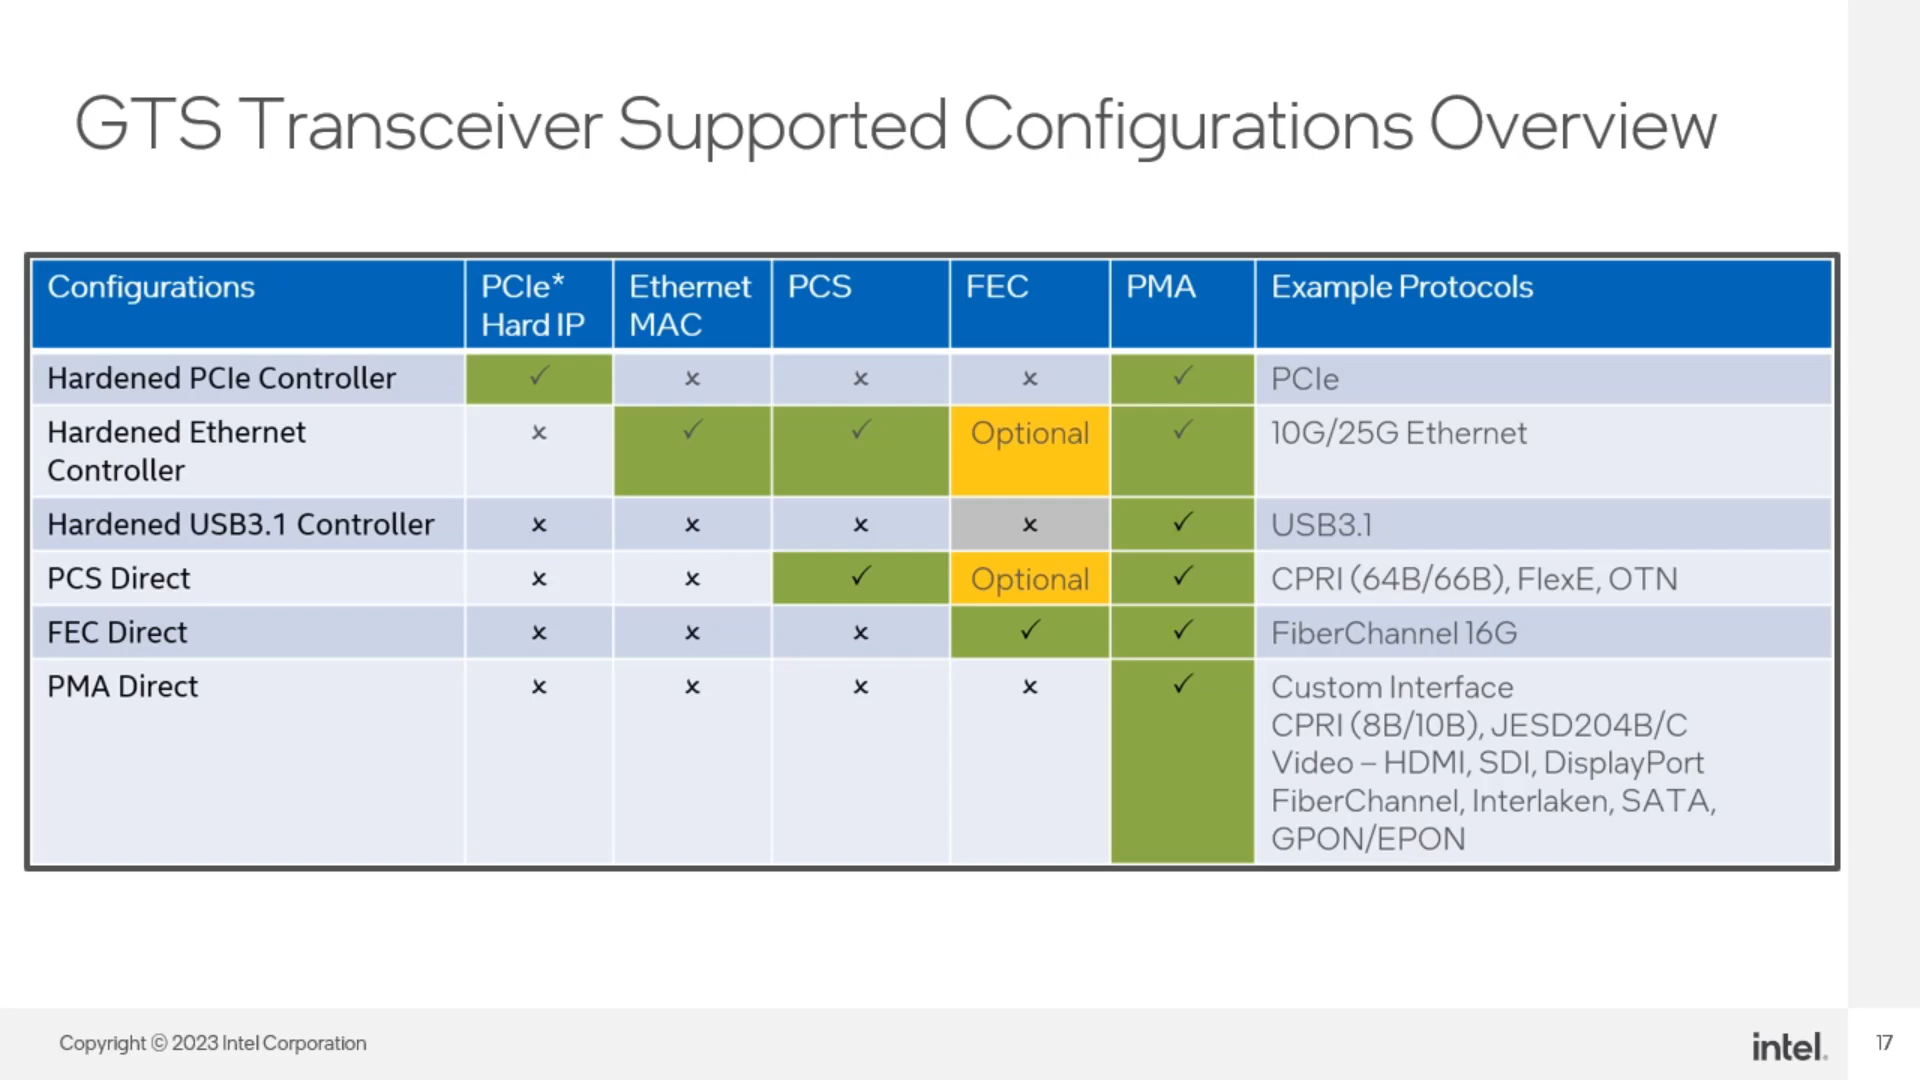 GTS Transceiver Supported Configurations Overview
Configurations
PCIe*
Hard IP
Ethernet
MAC
PCS
FEC
PMA
Example Protocols
Hardened PCIe Controller ✓ x x x ✓ PCIe
Hardened Ethernet
Controller
x ✓ ✓ Optional ✓ 10G/25G Ethernet
Hardened USB3.1 Controller x x x x ✓ USB3.1
PCS Direct x x ✓ Optional ✓ CPRI (64B/66B), FlexE, OTN
FEC Direct x x x ✓ ✓ FiberChannel 16G
PMA Direct x x x x ✓ Custom Interface
CPRI (8B/10B), JESD204B/C
Video – HDMI, SDI, DisplayPort
FiberChannel, Interlaken, SATA,
GPON/EPON
Copyright © 2023 Intel Corporation
intel.
17